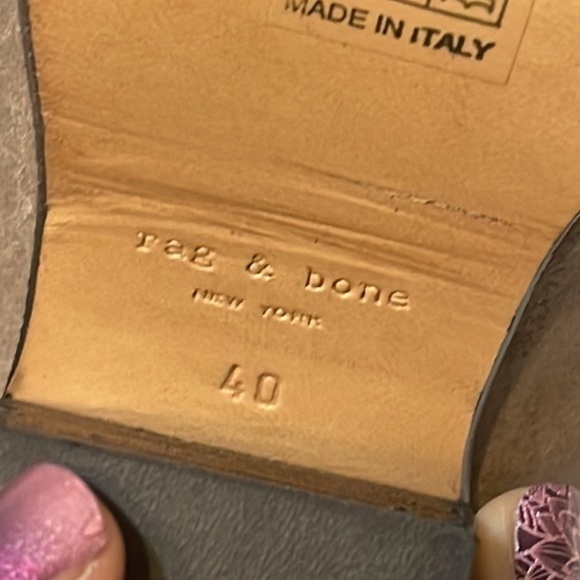 MADE IN ITALY
rag & bone
NEW YORK
40